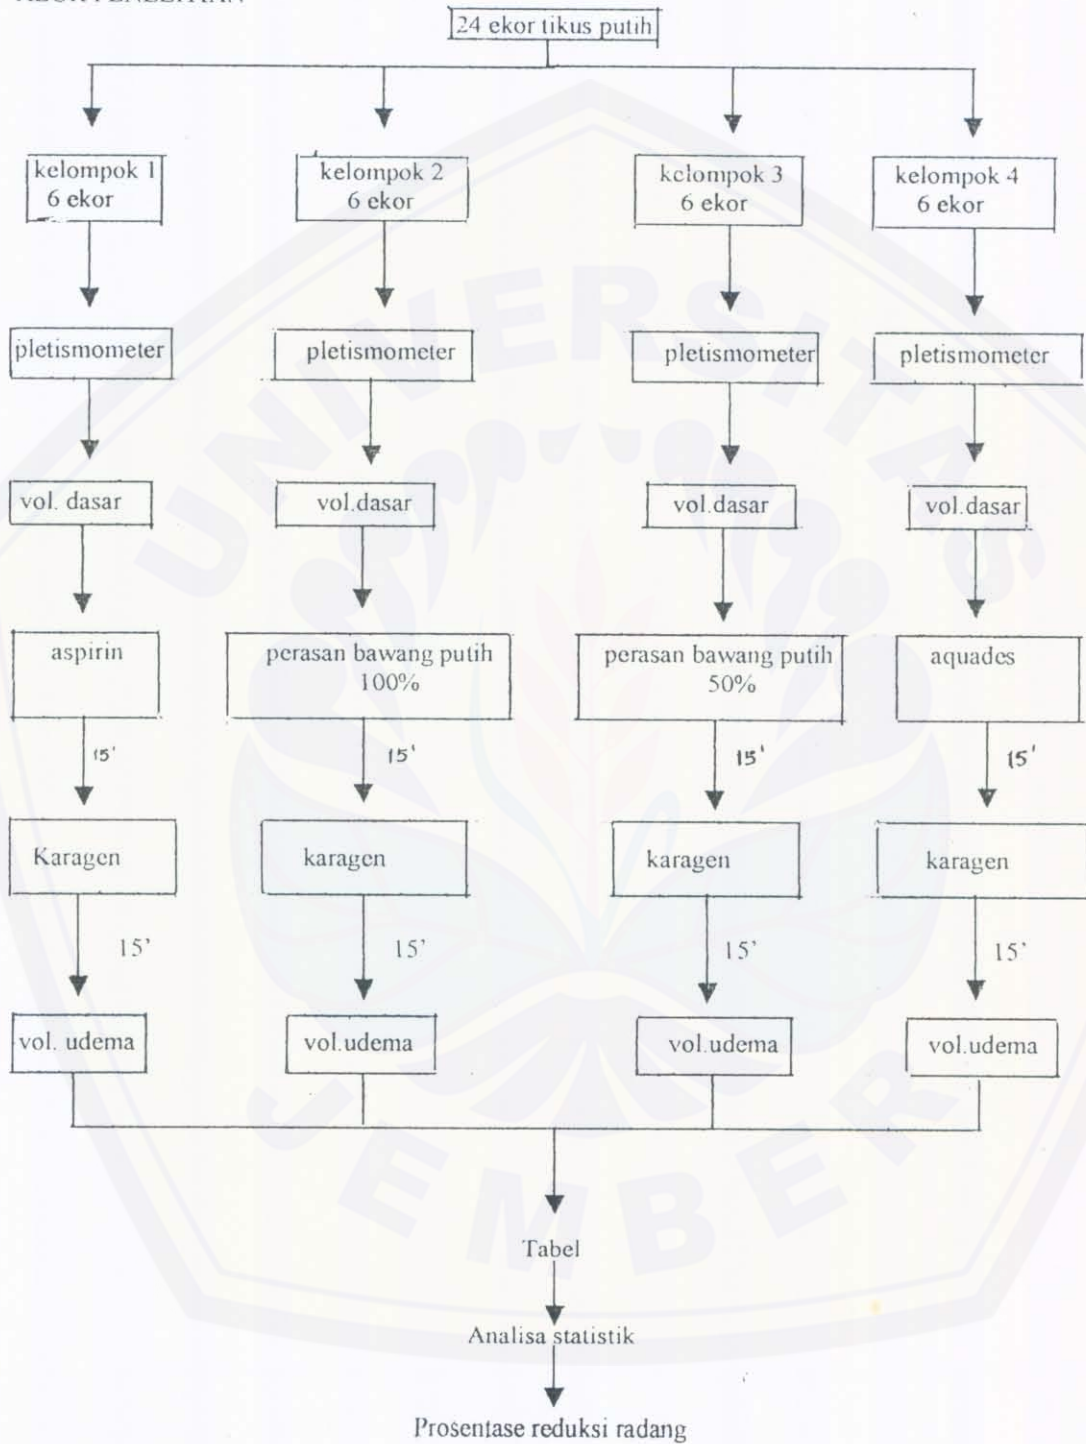 24 ekor tikus putih
kelompok 1
6 ekor
kelompok 2
6 ekor
kelompok 3
6 ekor
kelompok 4
6 ekor
pletismometer
pletismometer
pletismometer
pletismometer
vol. dasar
vol.dasar
vol.dasar
vol.dasar
aspirin
perasan bawang putih
100%
perasan bawang putih
50%
aquades
15'
15'
15'
15'
Karagen
karagen
karagen
karagen
15'
15'
15'
15'
vol. udema
vol.udema
vol.udema
vol.udema
Tabel
Analisa statistik
Prosentase reduksi radang
UNIVERSITAS
JEMBER